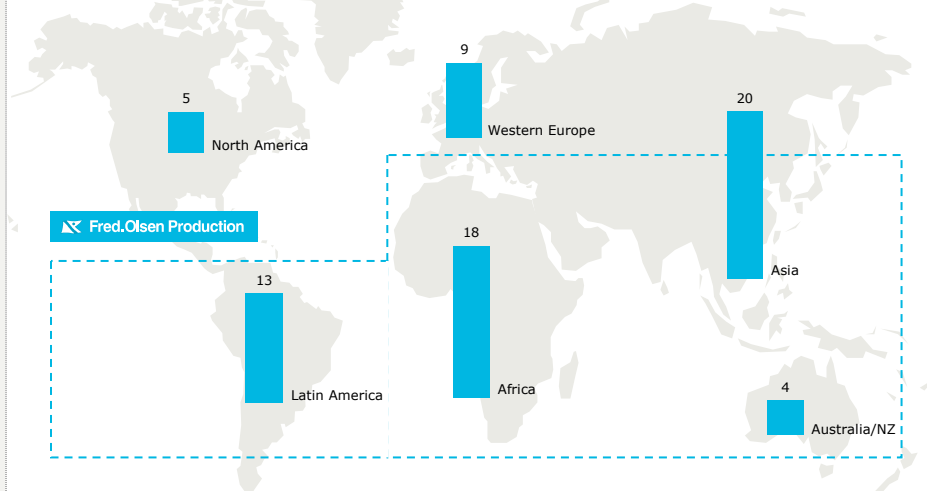 9
5
20
Western Europe
North America
Fred.Olsen Production
18
Asia
13
Africa
Latin America
4
Australia/NZ